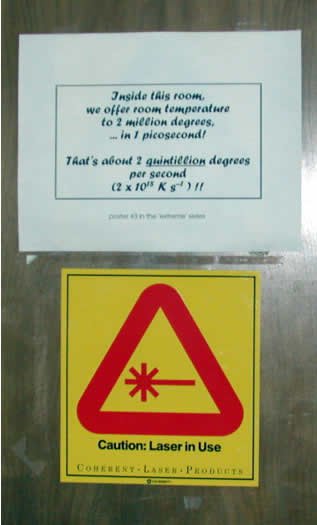 Inside this room,
we offer room temperature
to 2 million degrees,
... in 1 picosecond!
That's about 2 quintillion degrees
per second
(2 x 10¹⁸ K s⁻¹ ) !!
poster #3 in the 'extreme' series
Caution: Laser in Use
COHERENT · LASER · PRODUCTS